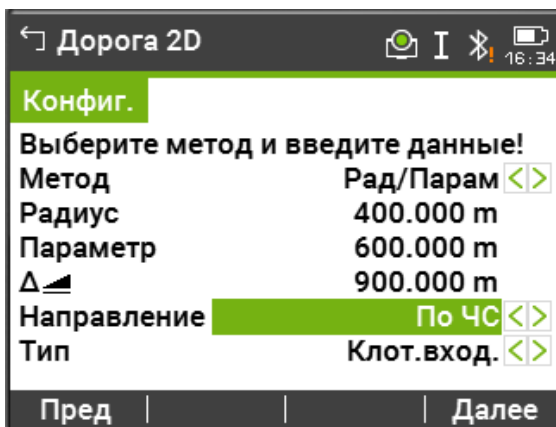 Дорога 2D I 16:34
Конфиг.
Выберите метод и введите данные!
Метод Рад/Парам
Радиус 400.000 m
Параметр 600.000 m
Δ 900.000 m
Направление По ЧС
Тип Клот.вход.
Пред Далее